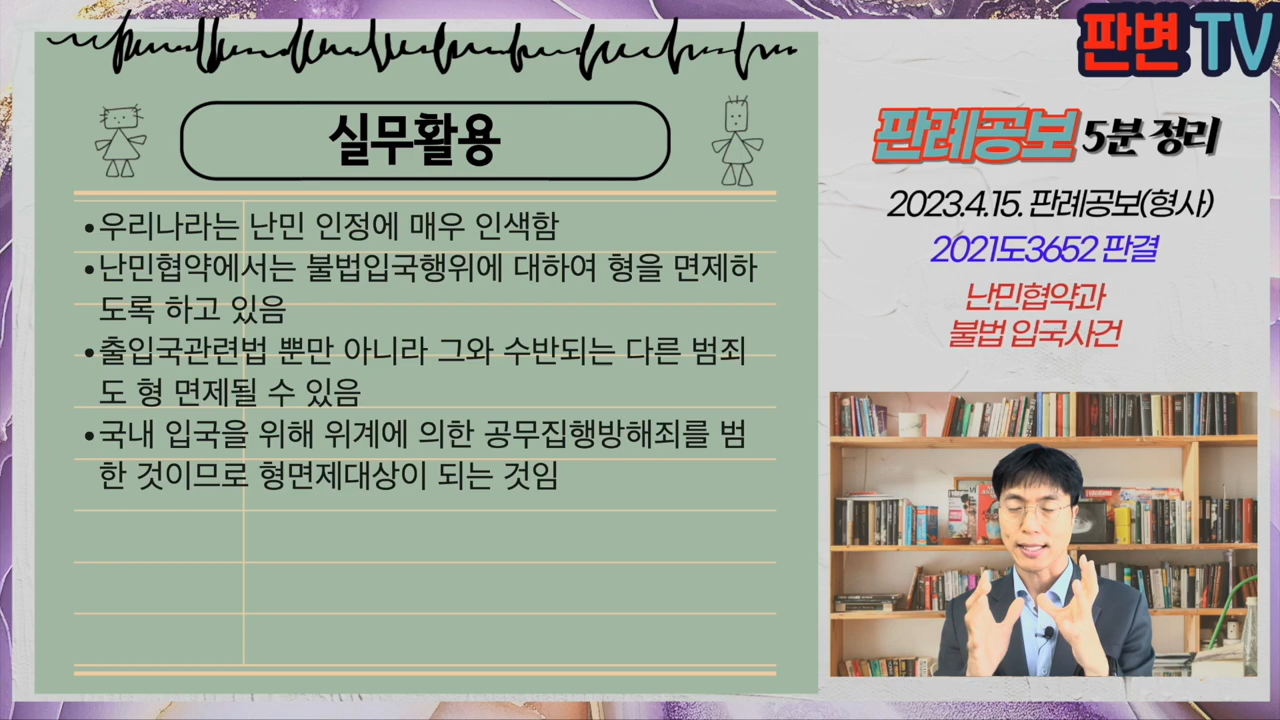 판변 TV
실무활용
•우리나라는 난민 인정에 매우 인색함
•난민협약에서는 불법입국행위에 대하여 형을 면제하
도록 하고 있음
•출입국관련법 뿐만 아니라 그와 수반되는 다른 범죄
도 형 면제될 수 있음
•국내 입국을 위해 위계에 의한 공무집행방해죄를 범
한 것이므로 형면제대상이 되는 것임
판례공보 5분 정리
2023.4.15. 판례공보(형사)
2021도3652 판결
난민협약과
불법 입국사건